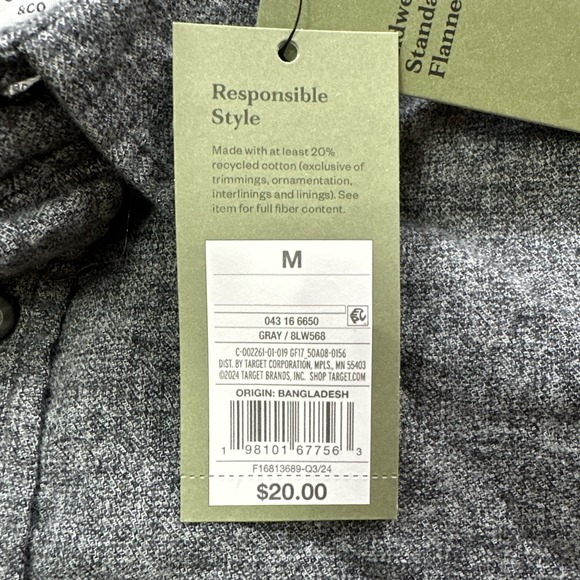 &CO
Standa
Flanne
Responsible
Style
Made with at least 20%
recycled cotton (exclusive of
trimmings, ornamentation,
interlinings and linings). See
item for full fiber content.
M
043 16 6650
GRAY / 8LW568
C-002261-01-019 GF17_50A08-0156
DIST. BY TARGET CORPORATION, MPLS., MN 55403
©2024 TARGET BRANDS, INC. SHOP TARGET.COM
ORIGIN: BANGLADESH
1 98101 67756 3
F16813689-Q3/24
$20.00